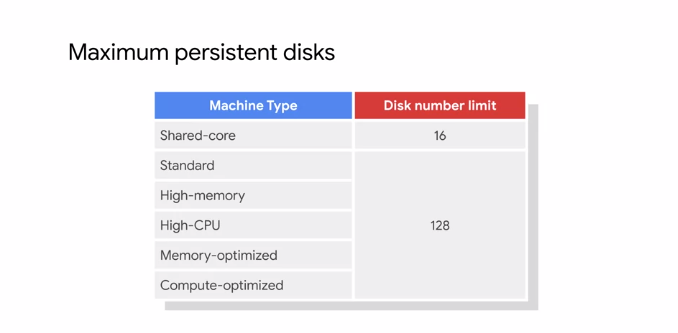 Maximum persistent disks
Machine Type Disk number limit
Shared-core 16
Standard
High-memory
High-CPU 128
Memory-optimized
Compute-optimized